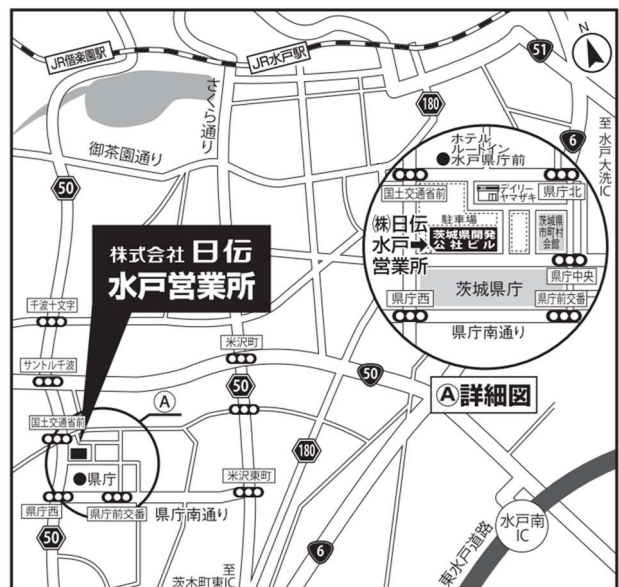 JR偕楽園駅
JR水戸駅
N
51
さくら通り
180
御茶園通り
6
至水戸大洗IC
50
ホテル
ルートイン
水戸県庁前
国土交通省前
デイリー
ヤマザキ
県庁北
駐車場
(株)日伝
水戸➡
営業所
茨城県開発
公社ビル
茨城県
市町村
会館
県庁中央
茨城県庁
県庁西
県庁前交番
県庁南通り
株式会社 日伝
水戸営業所
千波十文字
米沢町
サントル千波
50
50
Ⓐ
Ⓐ詳細図
国土交通省前
180
県庁
米沢東町
県庁西
県庁前交番
県庁南通り
水戸南
IC
50
6
東水戸道路
至
茨木町東IC